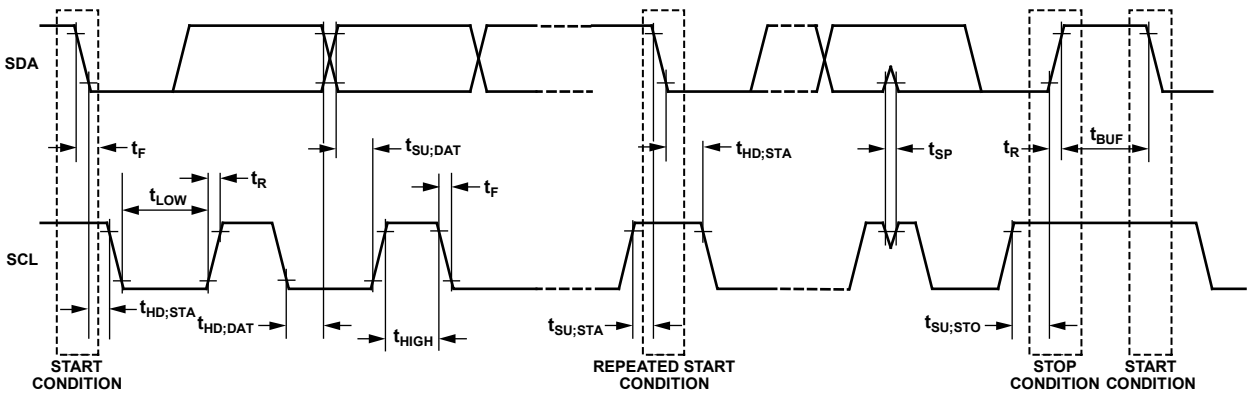 SDA
tF
tSU;DAT
tHD;STA
tSP
tR
tBUF
tLOW
tR
tF
SCL
tHD;STA
tHD;DAT
tHIGH
tSU;STA
tSU;STO
START
CONDITION
REPEATED START
CONDITION
STOP
CONDITION
START
CONDITION